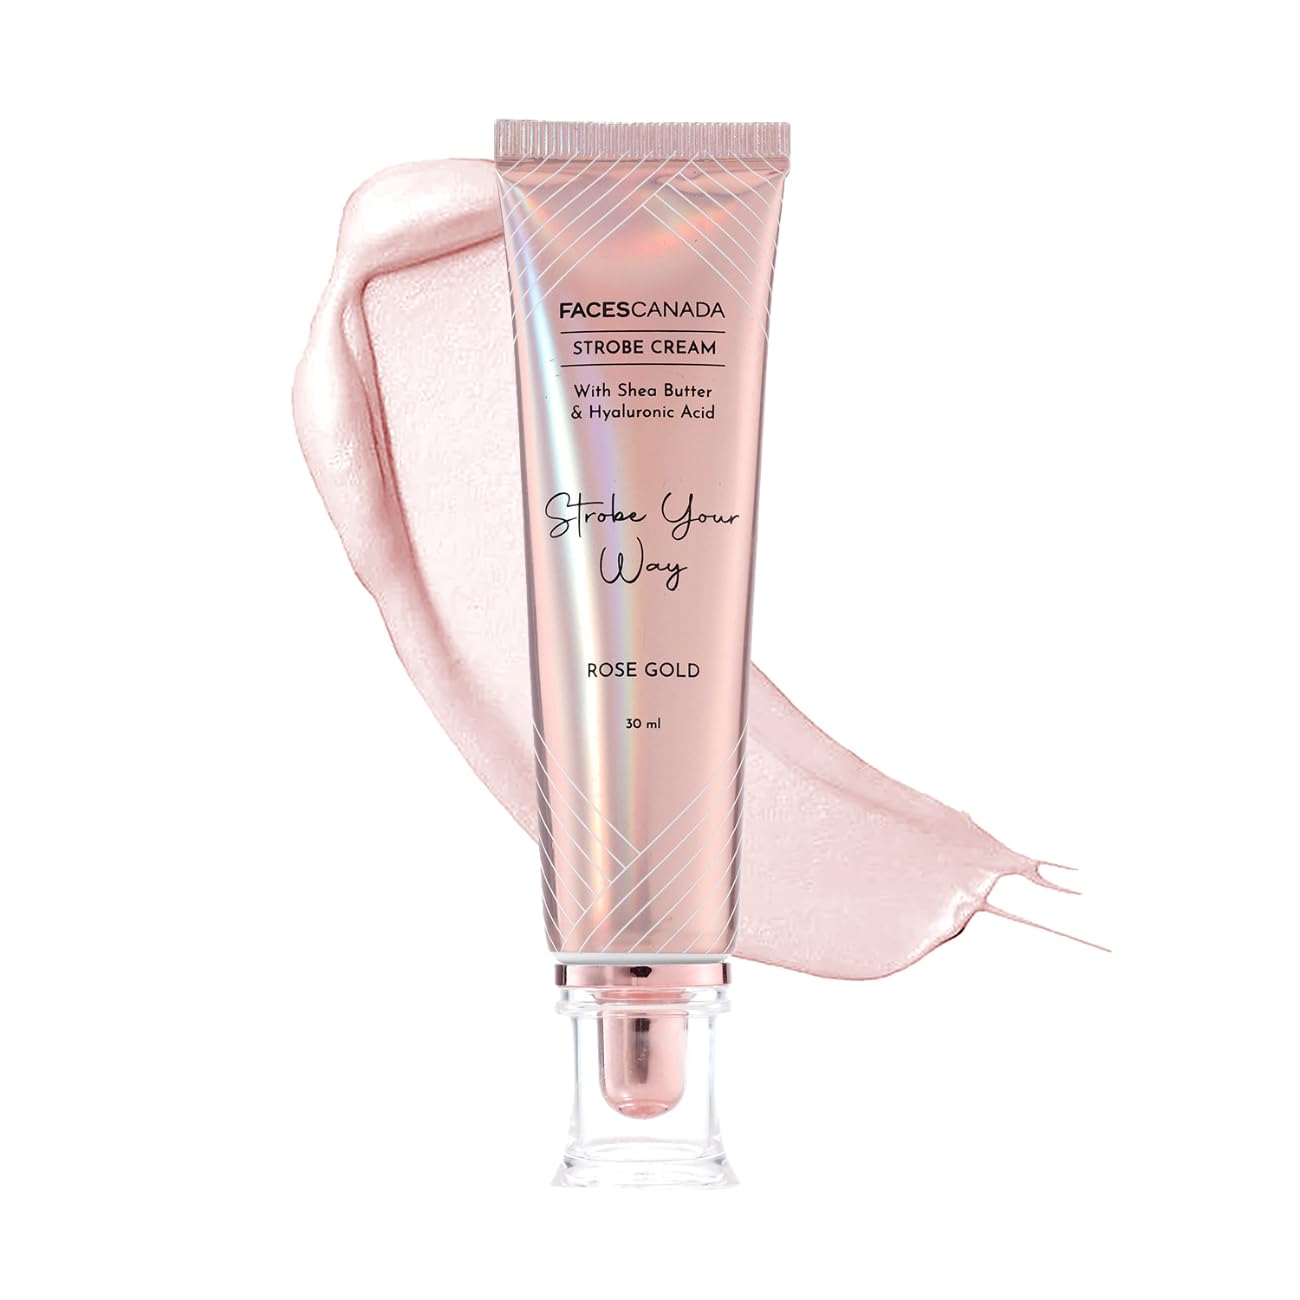 FACESCANADA
STROBE CREAM
With Shea Butter
& Hyaluronic Acid
Strobe Your
Way
ROSE GOLD
30 ml